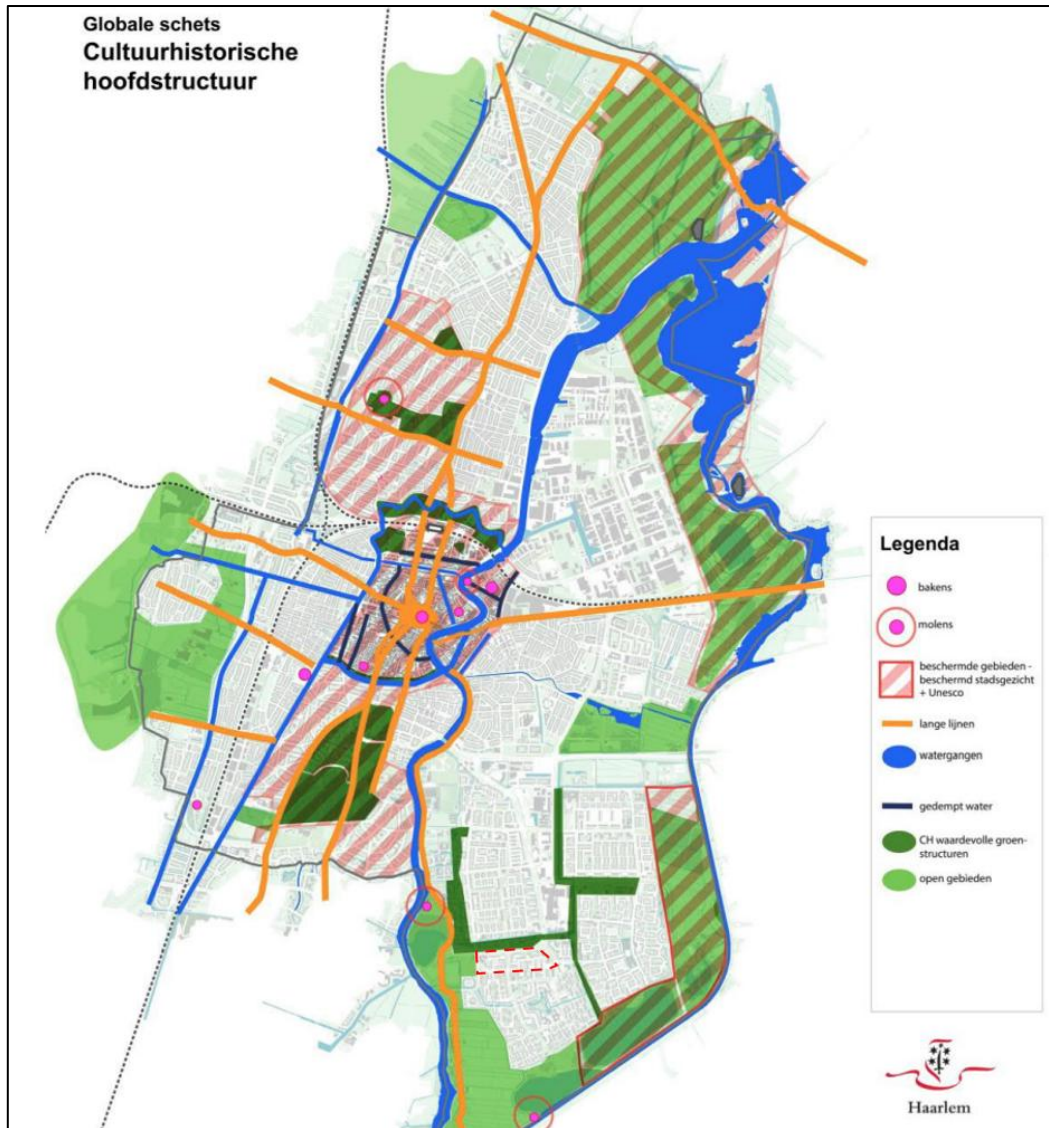 Globale schets
Cultuurhistorische
hoofdstructuur
Legenda
bakens
molens
beschermde gebieden -
beschermd stadsgezicht
+ Unesco
lange lijnen
watergangen
gedempt water
CH waardevolle groen-
structuren
open gebieden
Haarlem